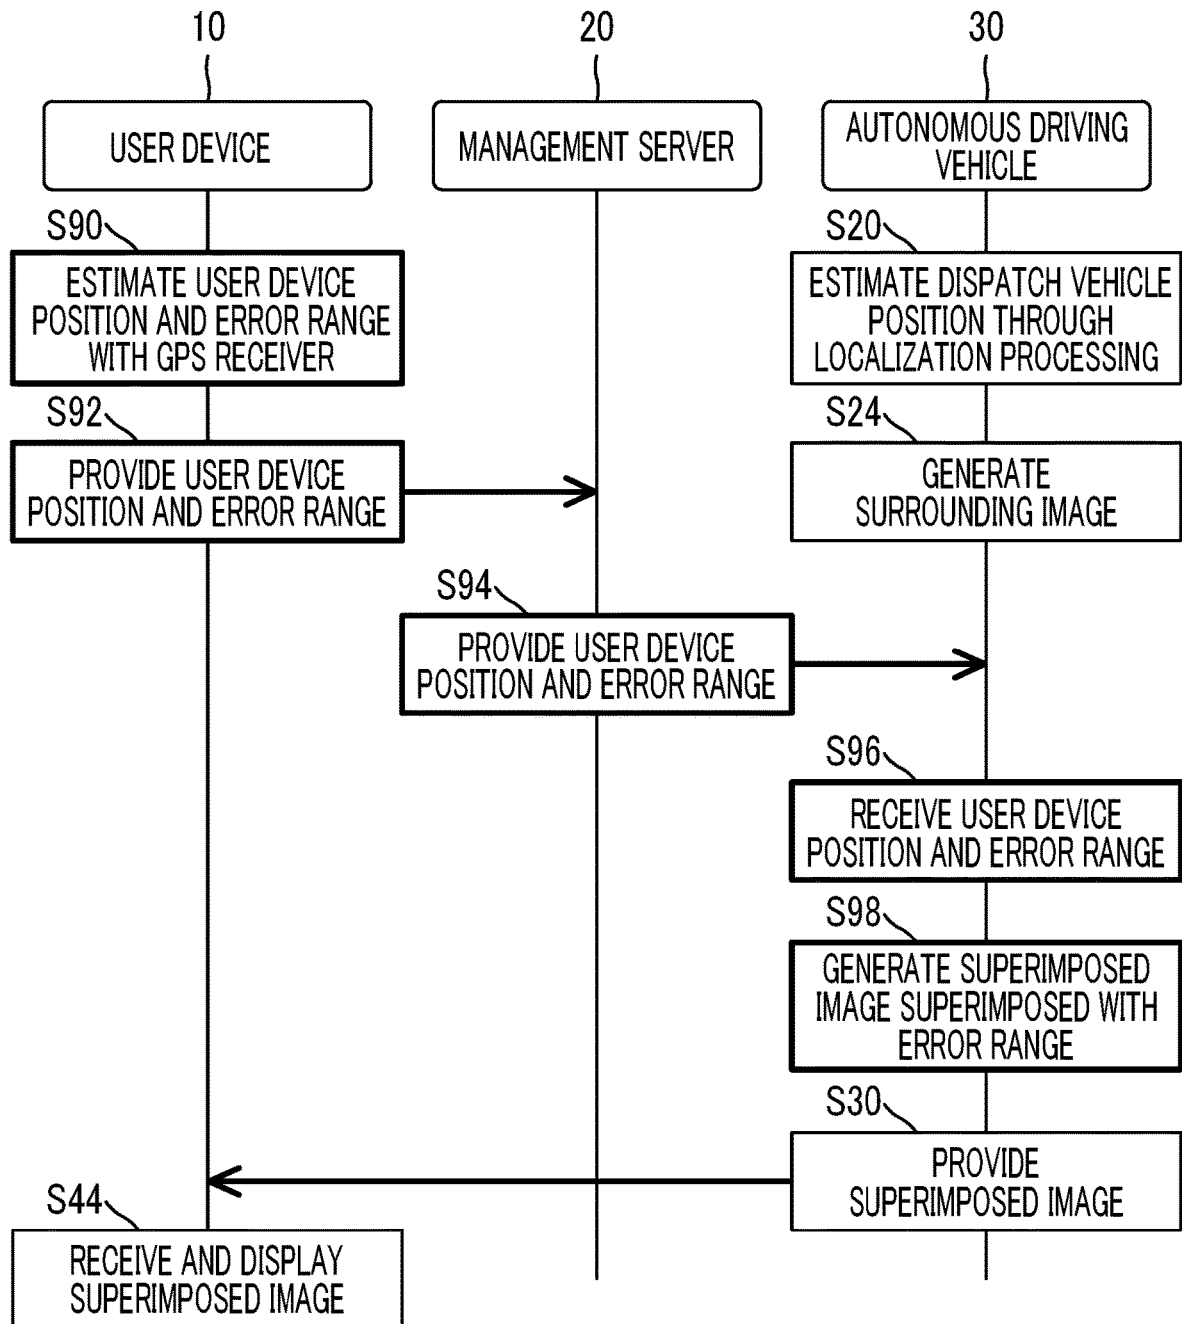 10
20
30
USER DEVICE
MANAGEMENT SERVER
AUTONOMOUS DRIVING
VEHICLE
S90
ESTIMATE USER DEVICE
POSITION AND ERROR RANGE
WITH GPS RECEIVER
S20
ESTIMATE DISPATCH VEHICLE
POSITION THROUGH
LOCALIZATION PROCESSING
S92
PROVIDE USER DEVICE
POSITION AND ERROR RANGE
S24
GENERATE
SURROUNDING IMAGE
S94
PROVIDE USER DEVICE
POSITION AND ERROR RANGE
S96
RECEIVE USER DEVICE
POSITION AND ERROR RANGE
S98
GENERATE SUPERIMPOSED
IMAGE SUPERIMPOSED WITH
ERROR RANGE
S30
PROVIDE
SUPERIMPOSED IMAGE
S44
RECEIVE AND DISPLAY
SUPERIMPOSED IMAGE